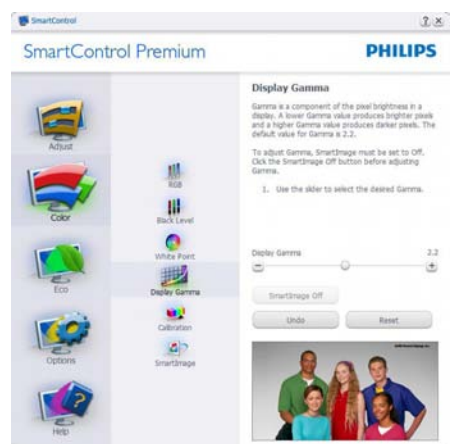 SmartControl
SmartControl Premium
PHILIPS
Adjust
Color
Eco
Options
Help
RGB
Black Level
White Point
Display Gamma
Calibration
SmartImage
Display Gamma
Gamma is a component of the pixel brightness in a
display. A lower Gamma value produces brighter pixels
and a higher Gamma value produces darker pixels. The
default value for Gamma is 2.2.
To adjust Gamma, SmartImage must be set to Off.
Click the SmartImage Off button before adjusting
Gamma.
1. Use the slider to select the desired Gamma.
Display Gamma 2.2
SmartImage Off
Undo Reset